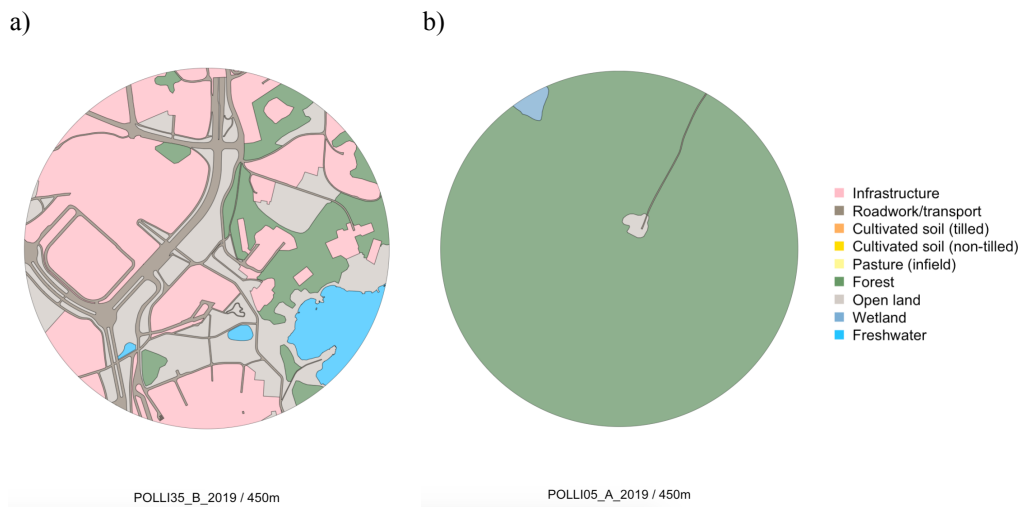 a)
b)
Infrastructure
Roadwork/transport
Cultivated soil (tilled)
Cultivated soil (non-tilled)
Pasture (infield)
Forest
Open land
Wetland
Freshwater
POLLI35_B_2019 / 450m
POLLI05_A_2019 / 450m